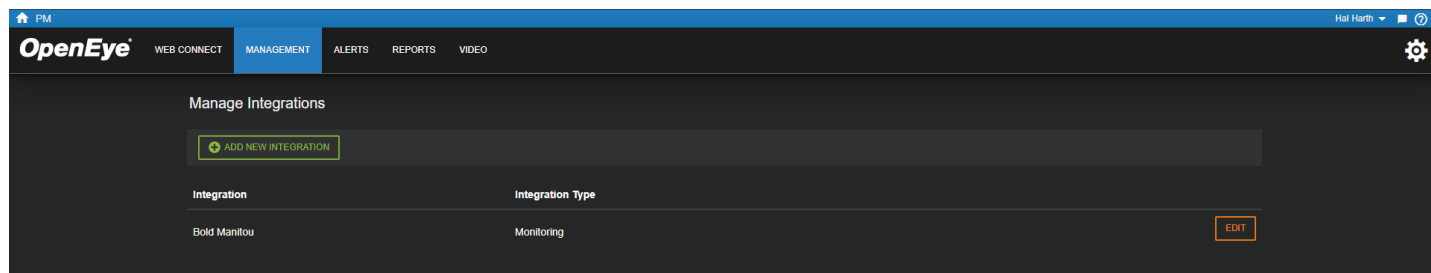 PM
Hal Harth
OpenEye
WEB CONNECT MANAGEMENT ALERTS REPORTS VIDEO
Manage Integrations
ADD NEW INTEGRATION
Integration Integration Type
Bold Manitou Monitoring EDIT